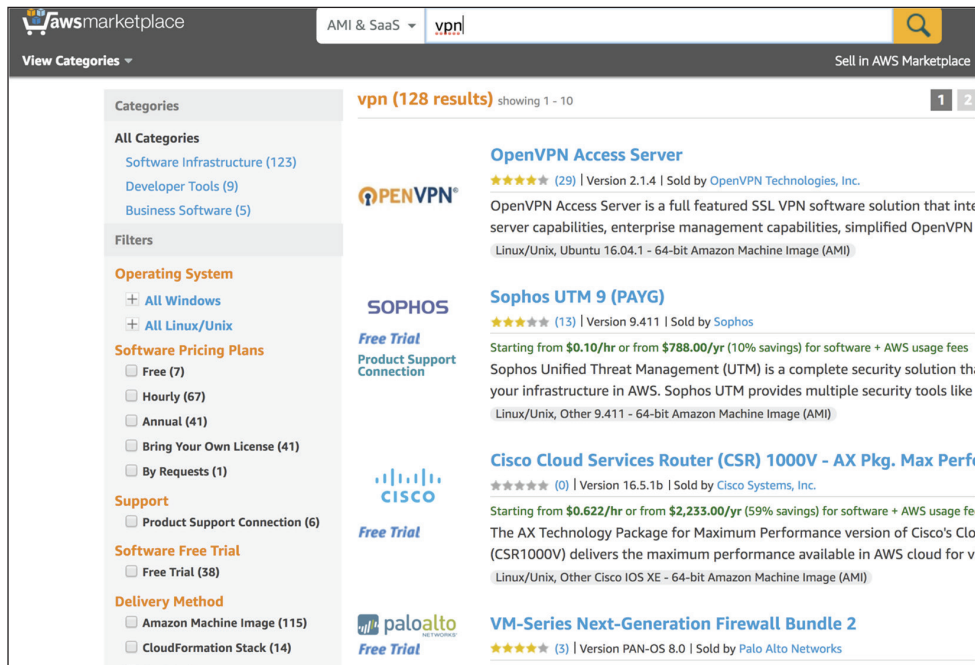 awsmarketplace
AMI & SaaS
vpn
View Categories
Sell in AWS Marketplace
Categories
All Categories
Software Infrastructure (123)
Developer Tools (9)
Business Software (5)
Filters
Operating System
All Windows
All Linux/Unix
Software Pricing Plans
Free (7)
Hourly (67)
Annual (41)
Bring Your Own License (41)
By Requests (1)
Support
Product Support Connection (6)
Software Free Trial
Free Trial (38)
Delivery Method
Amazon Machine Image (115)
CloudFormation Stack (14)
vpn (128 results) showing 1 - 10
1 2
OPENVPN
OpenVPN Access Server
(29) | Version 2.1.4 | Sold by OpenVPN Technologies, Inc.
OpenVPN Access Server is a full featured SSL VPN software solution that inte
server capabilities, enterprise management capabilities, simplified OpenVPN
Linux/Unix, Ubuntu 16.04.1 - 64-bit Amazon Machine Image (AMI)
SOPHOS
Free Trial
Product Support
Connection
Sophos UTM 9 (PAYG)
(13) | Version 9.411 | Sold by Sophos
Starting from $0.10/hr or from $788.00/yr (10% savings) for software + AWS usage fees
Sophos Unified Threat Management (UTM) is a complete security solution tha
your infrastructure in AWS. Sophos UTM provides multiple security tools like
Linux/Unix, Other 9.411 - 64-bit Amazon Machine Image (AMI)
CISCO
Free Trial
Cisco Cloud Services Router (CSR) 1000V - AX Pkg. Max Perfo
(0) | Version 16.5.1b | Sold by Cisco Systems, Inc.
Starting from $0.622/hr or from $2,233.00/yr (59% savings) for software + AWS usage fe
The AX Technology Package for Maximum Performance version of Cisco's Clo
(CSR1000V) delivers the maximum performance available in AWS cloud for v
Linux/Unix, Other Cisco IOS XE - 64-bit Amazon Machine Image (AMI)
paloalto
NETWORKS
Free Trial
VM-Series Next-Generation Firewall Bundle 2
(3) | Version PAN-OS 8.0 | Sold by Palo Alto Networks